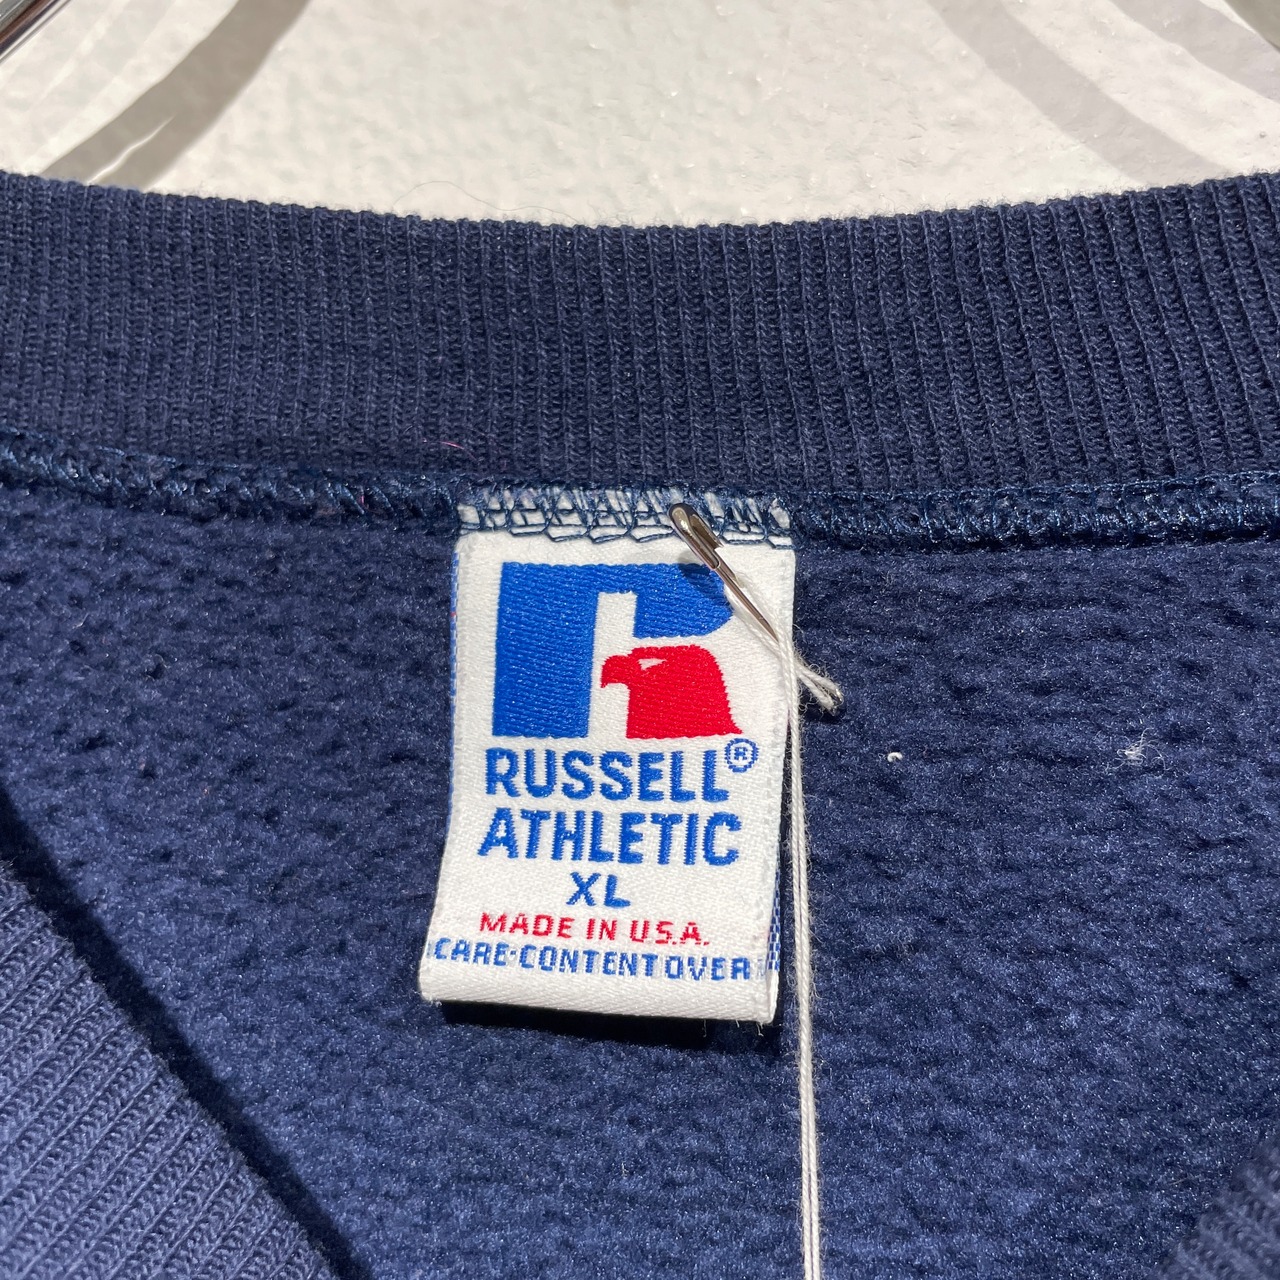 RUSSELL®
ATHLETIC
XL
MADE IN U.S.A.
CARE·CONTENT OVER